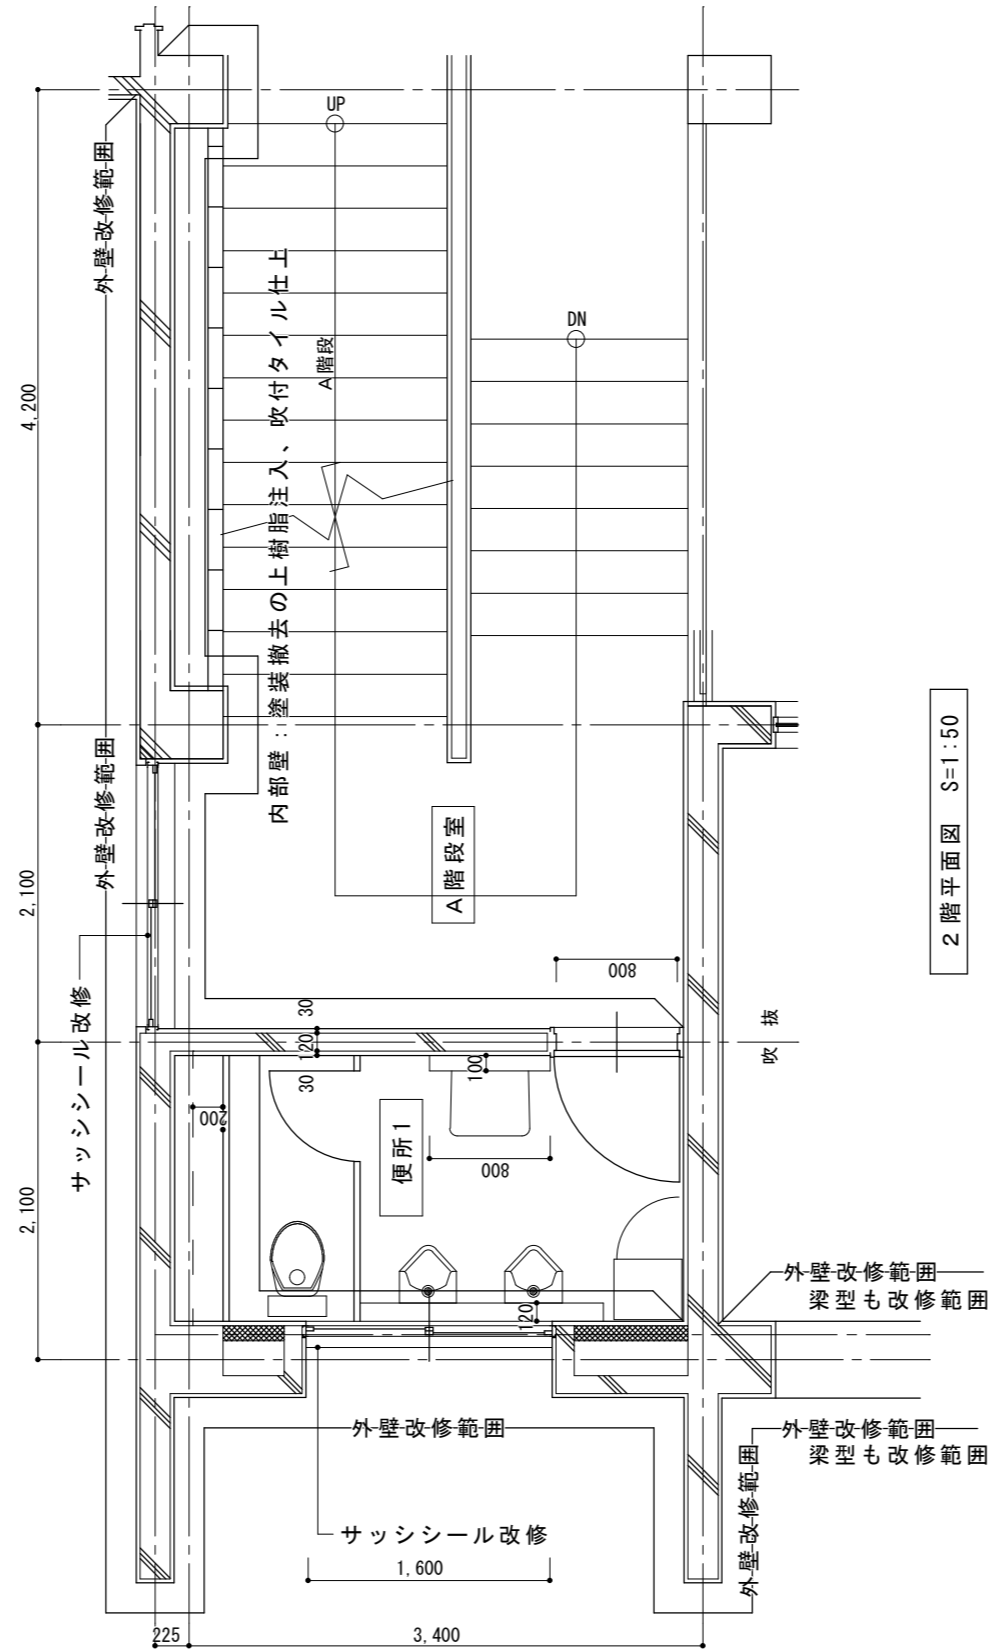 UP
外壁改修範囲
DN
A階段
内部壁：塗装撤去の上樹脂注入、吹付タイル仕上
4,200
外壁改修範囲
2,100
A階段室
2階平面図 S=1:50
サッシシール改修
800
30
120
30
吹抜
100
200
便所1
800
2,100
外壁改修範囲
梁型も改修範囲
120
外壁改修範囲
外壁改修範囲
梁型も改修範囲
外壁改修範囲
サッシシール改修
1,600
225
3,400